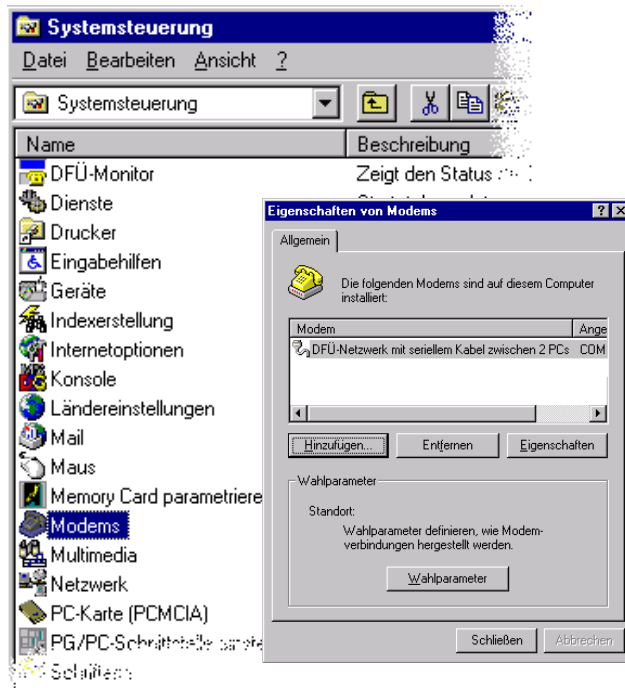 Systemsteuerung
Datei Bearbeiten Ansicht ?
Systemsteuerung
Name Beschreibung
DFÜ-Monitor Zeigt den Status
Dienste
Drucker
Eingabehilfen
Geräte
Indexerstellung
Internetoptionen
Konsole
Ländereinstellungen
Mail
Maus
Memory Card parametriere
Modems
Multimedia
Netzwerk
PC-Karte (PCMCIA)
PG/PC-Schnittstelle
Eigenschaften von Modems
Allgemein
Die folgenden Modems sind auf diesem Computer
installiert:
Modem Ange
DFÜ-Netzwerk mit seriellem Kabel zwischen 2 PCs COM
Hinzufügen... Entfernen Eigenschaften
Wahlparameter
Standort:
Wahlparameter definieren, wie Modem-
verbindungen hergestellt werden.
Wahlparameter
Schließen Abbrechen